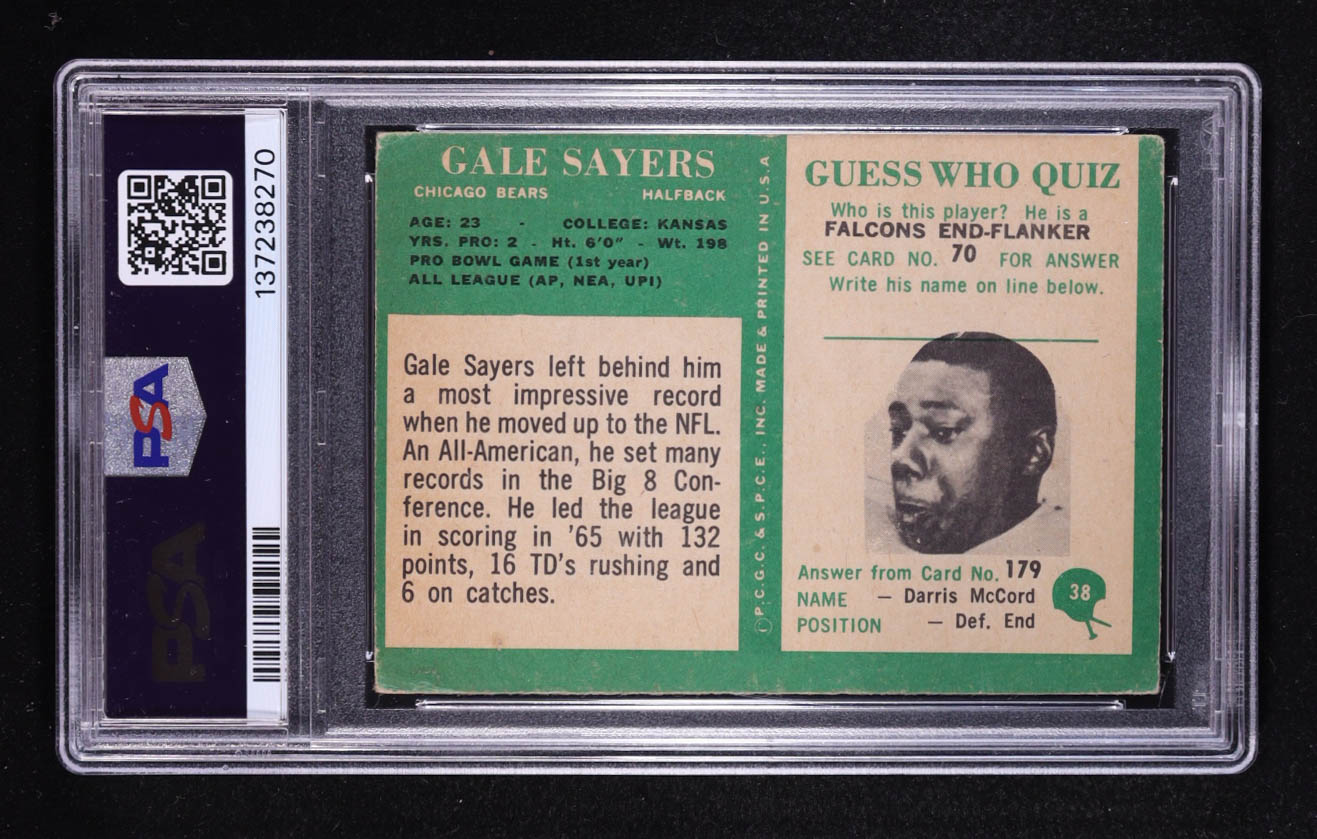 137238270
PSA
PSA
GALE SAYERS
CHICAGO BEARS HALFBACK
AGE: 23 - COLLEGE: KANSAS
YRS. PRO: 2 - Ht. 6'0" - Wt. 198
PRO BOWL GAME (1st year)
ALL LEAGUE (AP, NEA, UPI)
Gale Sayers left behind him
a most impressive record
when he moved up to the NFL.
An All-American, he set many
records in the Big 8 Con-
ference. He led the league
in scoring in '65 with 132
points, 16 TD's rushing and
6 on catches.
Ⓒ P.C.G.C. & S.P.C.E., INC. MADE & PRINTED IN U.S.A
GUESS WHO QUIZ
Who is this player? He is a
FALCONS END-FLANKER
SEE CARD NO. 70 FOR ANSWER
Write his name on line below.
Answer from Card No. 179
NAME — Darris McCord
POSITION — Def. End
38